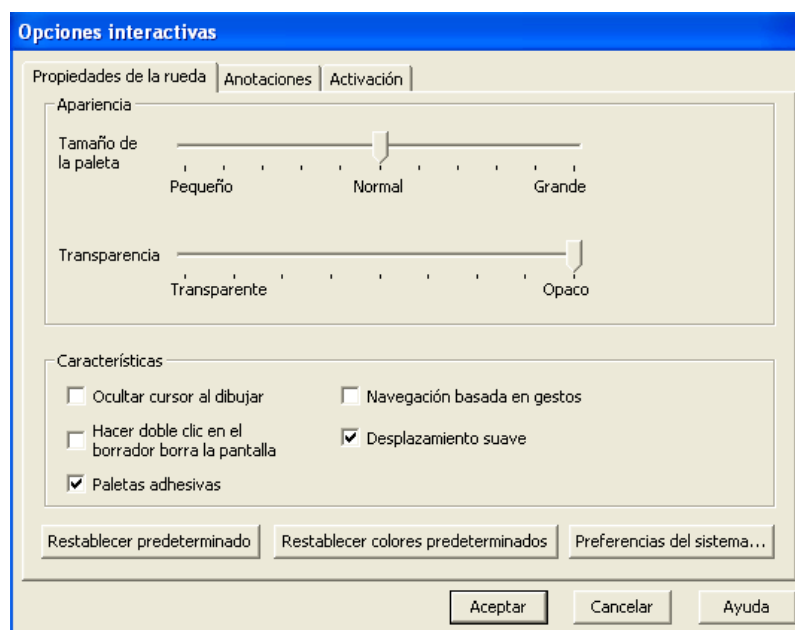 Opciones interactivas
Propiedades de la rueda Anotaciones Activación
Apariencia
Tamaño de
la paleta
Pequeño Normal Grande
Transparencia
Transparente Opaco
Características
Ocultar cursor al dibujar Navegación basada en gestos
Hacer doble clic en el
borrador borra la pantalla
Desplazamiento suave
Paletas adhesivas
Restablecer predeterminado Restablecer colores predeterminados Preferencias del sistema...
Aceptar Cancelar Ayuda